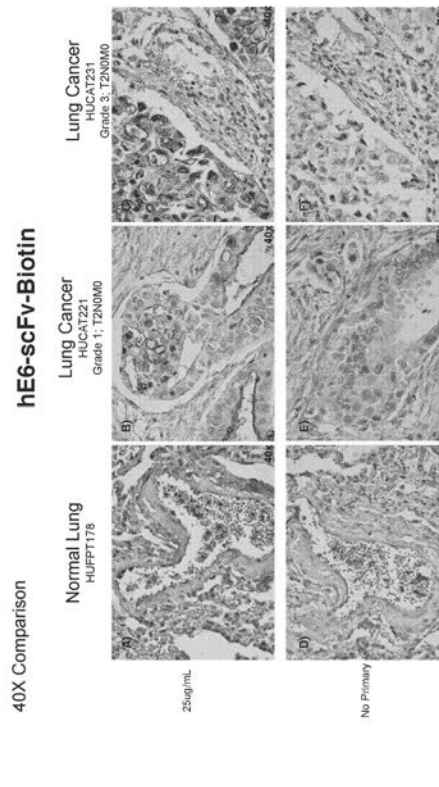 40X Comparison
hE6-scFv-Biotin
Normal Lung
HUFPT178
Lung Cancer
HUCAT221
Grade 1; T2N0M0
Lung Cancer
HUCAT231
Grade 3; T2N0M0
25ug/mL
A)
40x
B)
40x
C)
40x
No Primary
D)
E)
F)